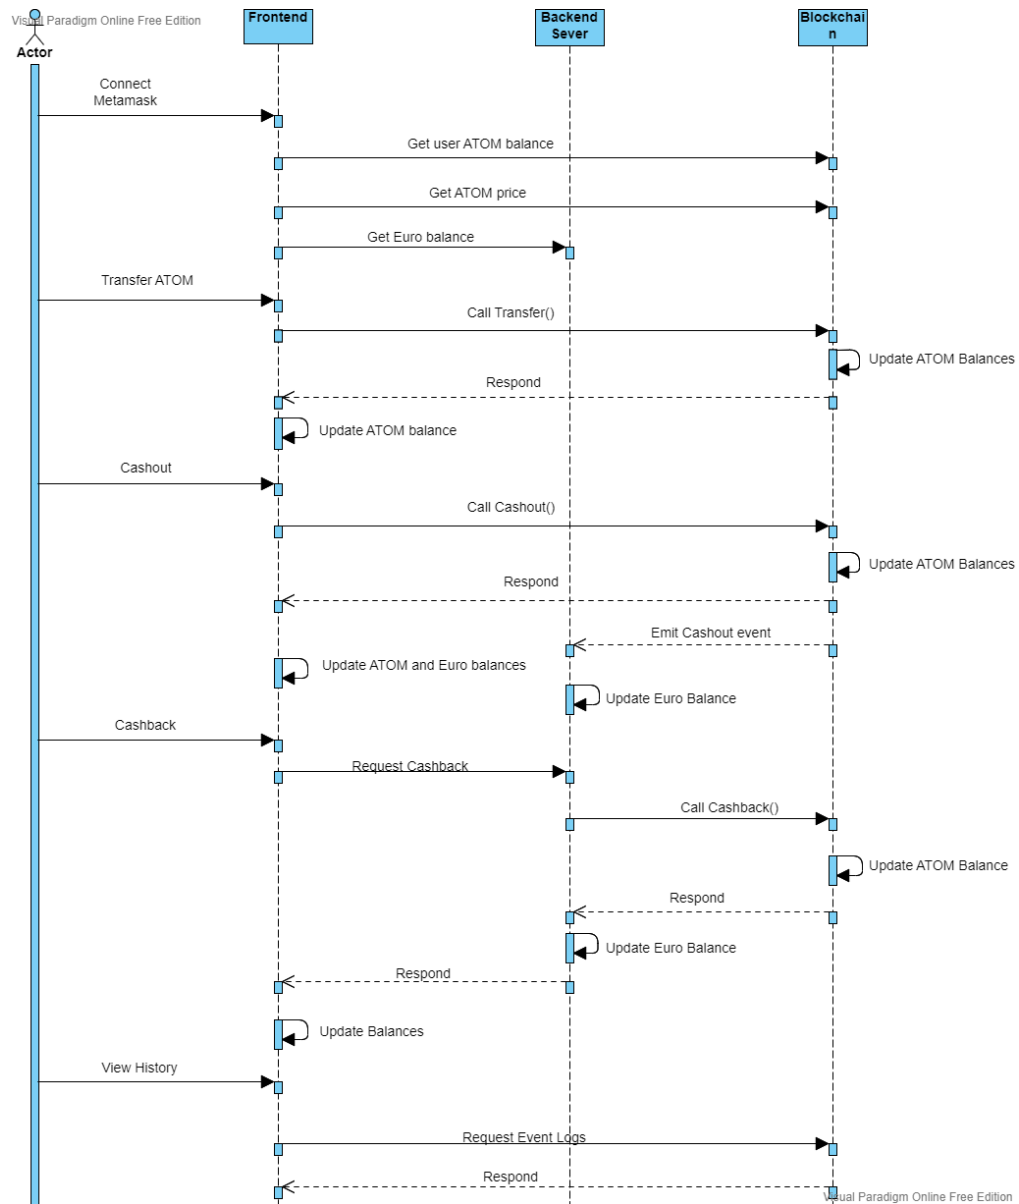 Visual Paradigm Online Free Edition
Actor
Frontend
Backend
Sever
Blockchai
n
Connect
Metamask
Get user ATOM balance
Get ATOM price
Get Euro balance
Transfer ATOM
Call Transfer()
Update ATOM Balances
Respond
Update ATOM balance
Cashout
Call Cashout()
Update ATOM Balances
Respond
Emit Cashout event
Update ATOM and Euro balances
Update Euro Balance
Cashback
Request Cashback
Call Cashback()
Update ATOM Balance
Respond
Update Euro Balance
Respond
Update Balances
View History
Request Event Logs
Respond
Visual Paradigm Online Free Edition